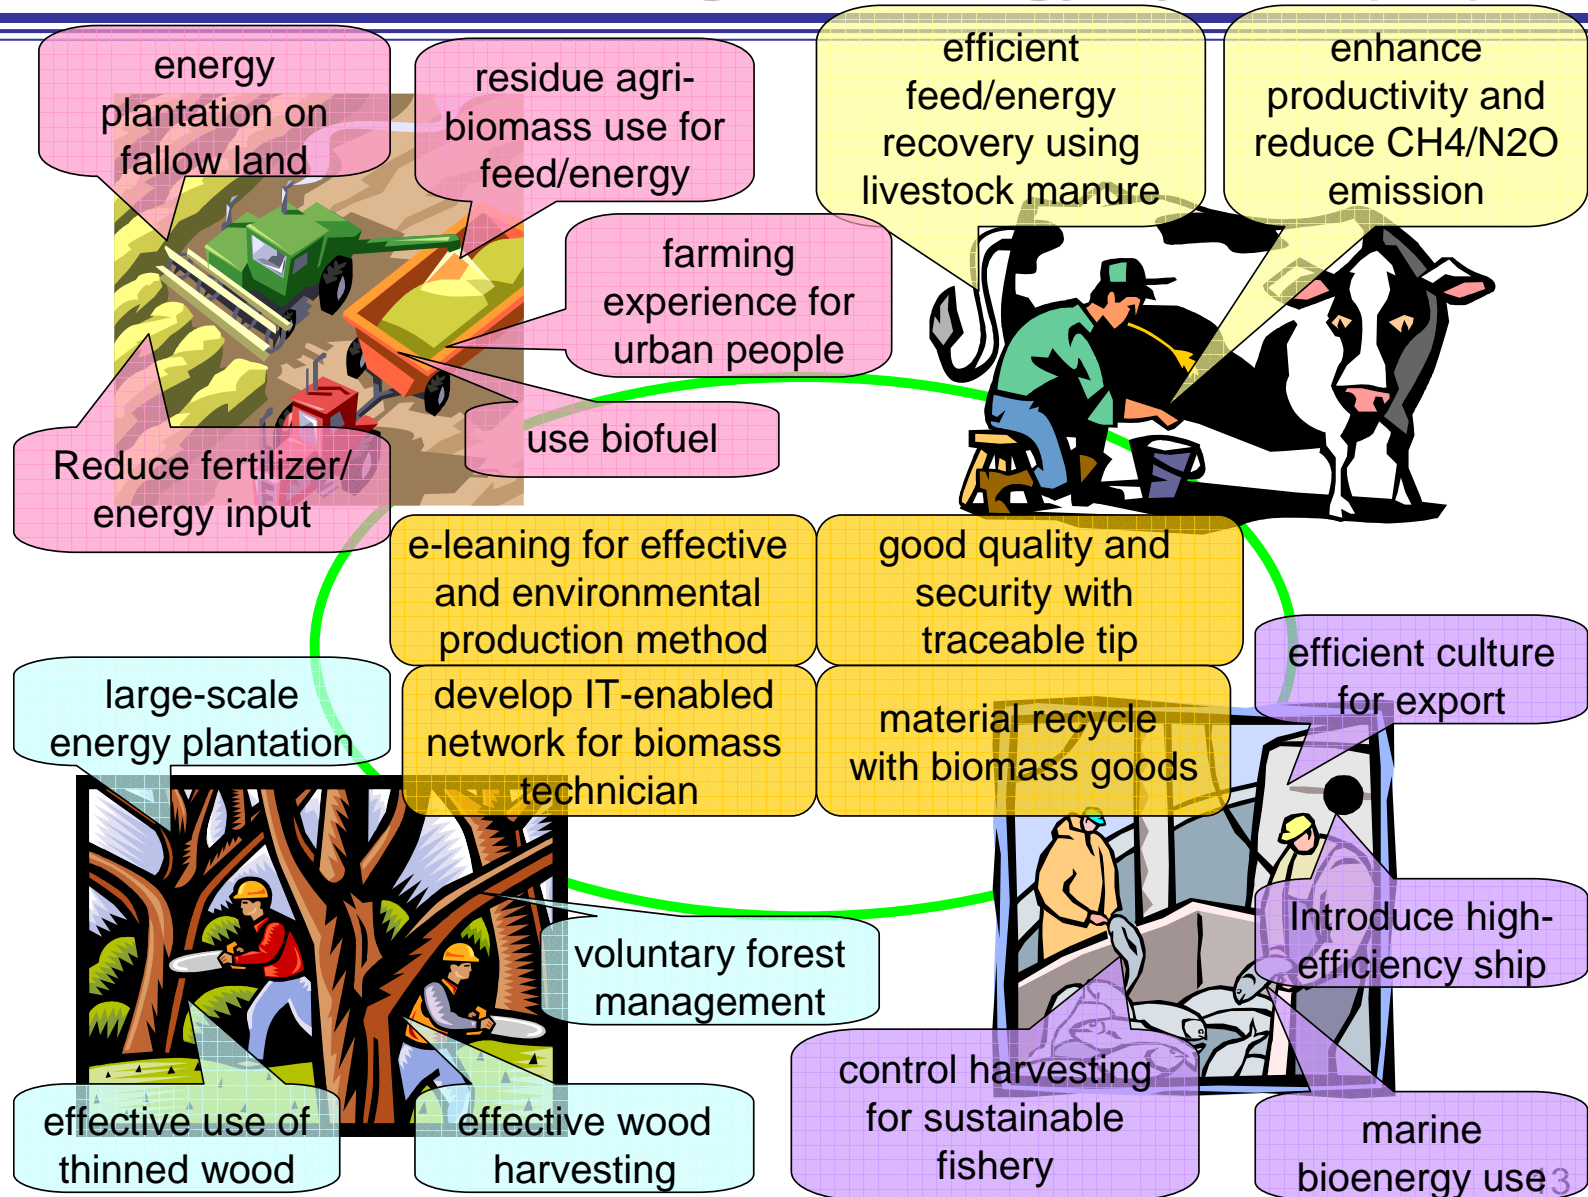 energy
plantation on
fallow land
residue agri-
biomass use for
feed/energy
efficient
feed/energy
recovery using
livestock manure
enhance
productivity and
reduce CH4/N2O
emission
farming
experience for
urban people
use biofuel
Reduce fertilizer/
energy input
e-leaning for effective
and environmental
production method
good quality and
security with
traceable tip
develop IT-enabled
network for biomass
technician
material recycle
with biomass goods
efficient culture
for export
large-scale
energy plantation
voluntary forest
management
Introduce high-
efficiency ship
effective use of
thinned wood
effective wood
harvesting
control harvesting
for sustainable
fishery
marine
bioenergy use
13